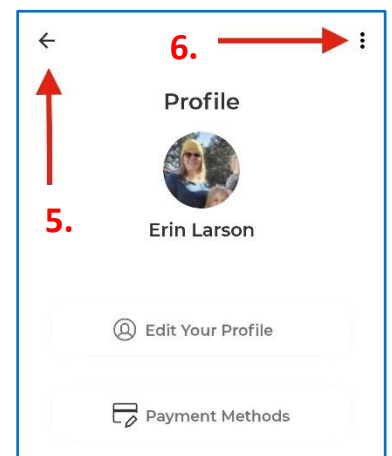 6.
Profile
5.
Erin Larson
Edit Your Profile
Payment Methods